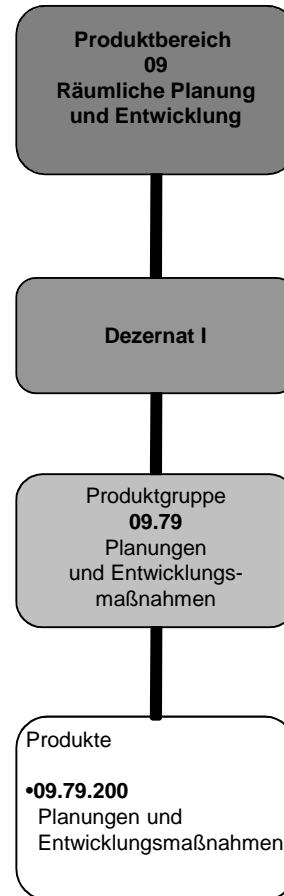 Produktbereich
09
Räumliche Planung
und Entwicklung
Dezernat I
Produktgruppe
09.79
Planungen
und Entwicklungs-
maßnahmen
Produkte
•09.79.200
Planungen und
Entwicklungsmaßnahmen